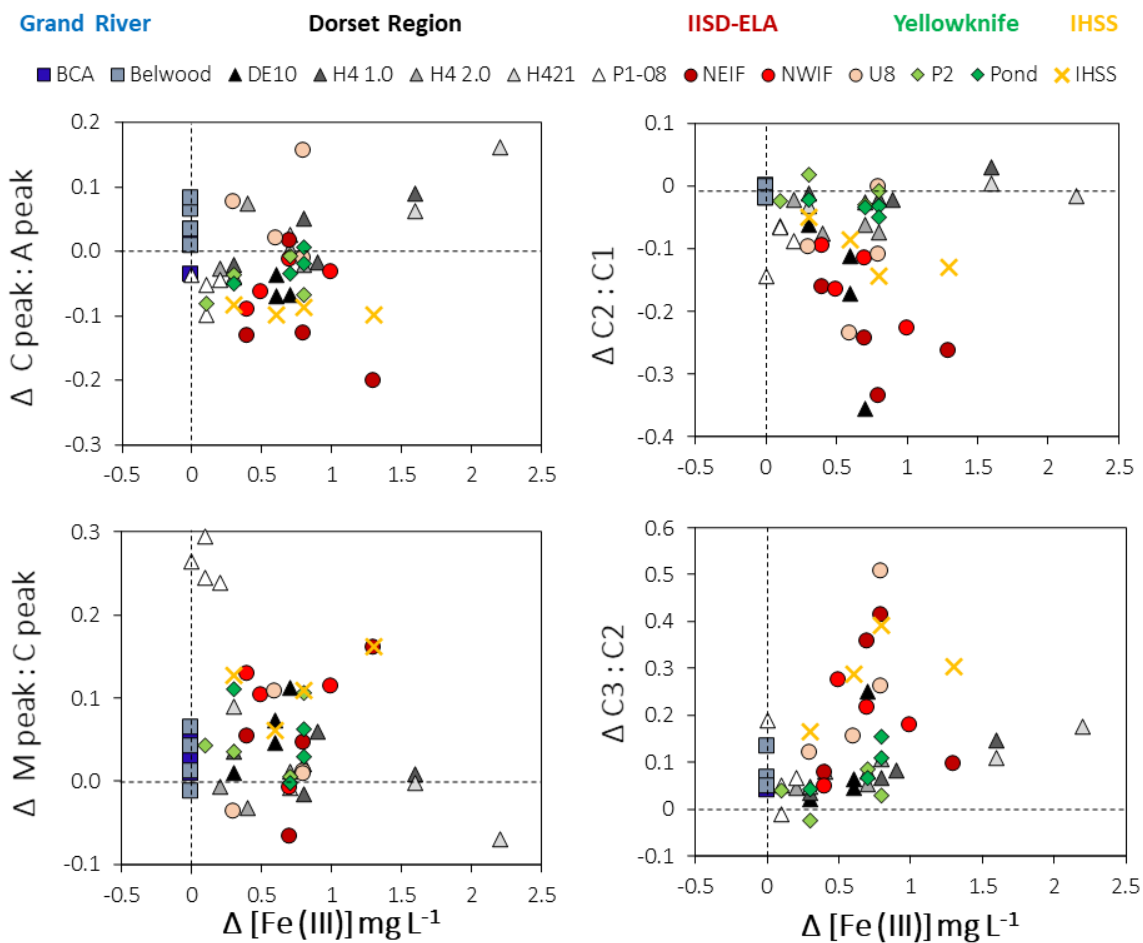 Grand River Dorset Region IISD-ELA Yellowknife IHSS
BCA Belwood DE10 H4 1.0 H4 2.0 H421 P1-08 NEIF NWIF U8 P2 Pond IHSS
Δ C peak : A peak
0.2
0.1
0.0
-0.1
-0.2
-0.3
-0.5 0 0.5 1 1.5 2 2.5
Δ C2 : C1
0.1
0
-0.1
-0.2
-0.3
-0.4
-0.5 0 0.5 1 1.5 2 2.5
Δ M peak : C peak
0.3
0.2
0.1
0.0
-0.1
-0.5 0 0.5 1 1.5 2 2.5
Δ [Fe (III)] mg L⁻¹
Δ C3 : C2
0.6
0.5
0.4
0.3
0.2
0.1
0
-0.1
-0.5 0 0.5 1 1.5 2 2.5
Δ [Fe (III)] mg L⁻¹